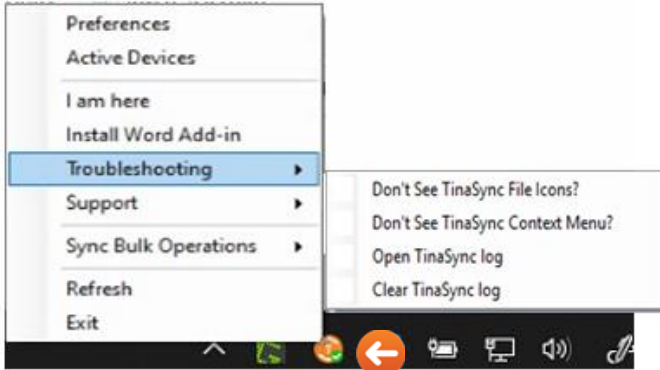 Preferences
Active Devices
I am here
Install Word Add-in
Troubleshooting
Support
Sync Bulk Operations
Refresh
Exit
Don't See TinaSync File Icons?
Don't See TinaSync Context Menu?
Open TinaSync log
Clear TinaSync log